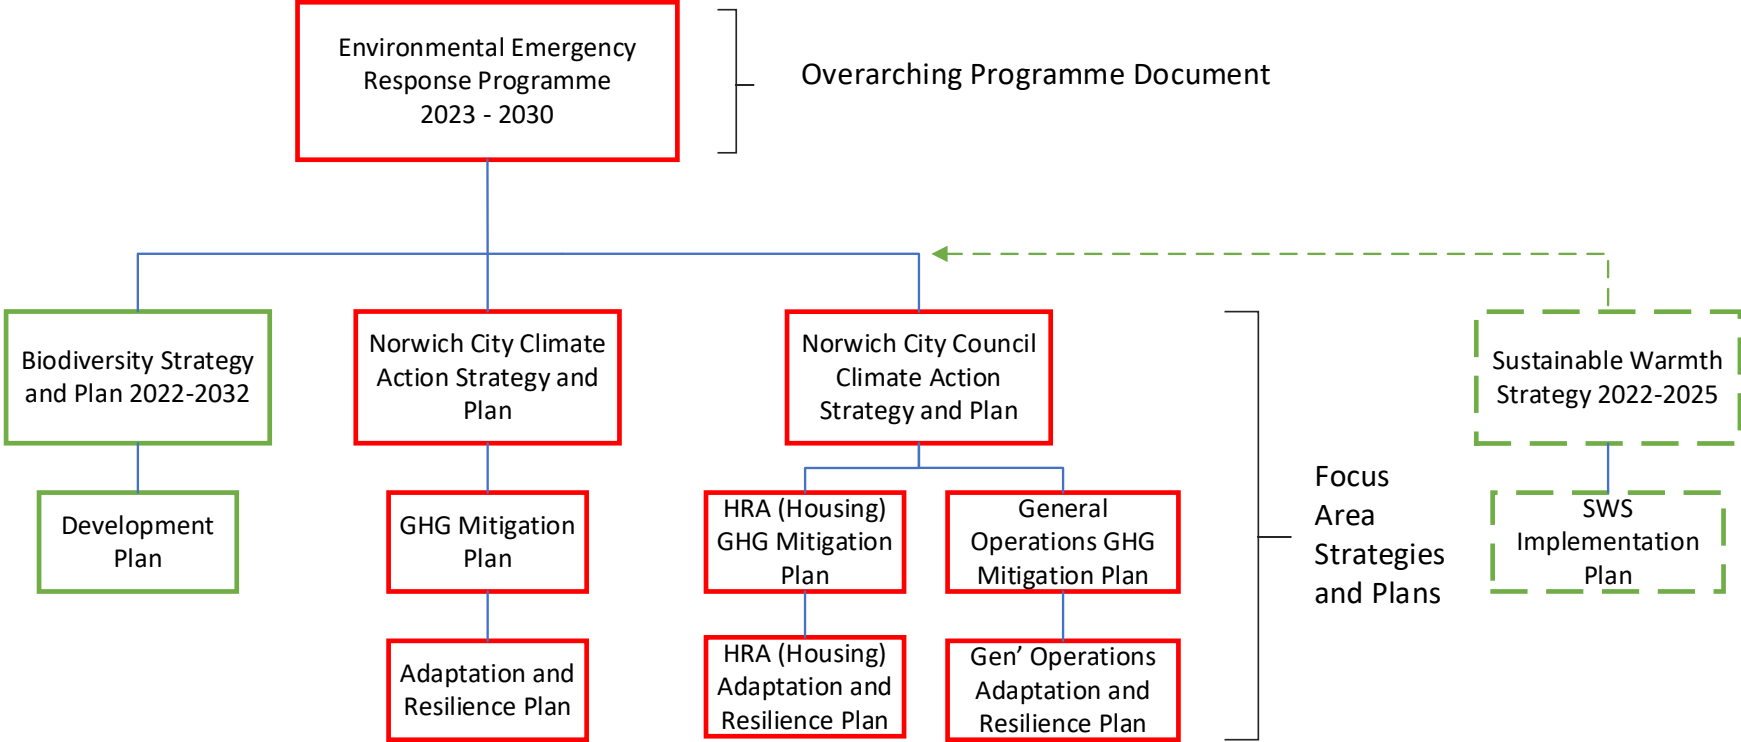 Environmental Emergency
Response Programme
2023 - 2030
Overarching Programme Document
Biodiversity Strategy
and Plan 2022-2032
Norwich City Climate
Action Strategy and
Plan
Norwich City Council
Climate Action
Strategy and Plan
Sustainable Warmth
Strategy 2022-2025
Development
Plan
GHG Mitigation
Plan
HRA (Housing)
GHG Mitigation
Plan
General
Operations GHG
Mitigation Plan
Focus
Area
Strategies
and Plans
SWS
Implementation
Plan
Adaptation and
Resilience Plan
HRA (Housing)
Adaptation and
Resilience Plan
Gen’ Operations
Adaptation and
Resilience Plan